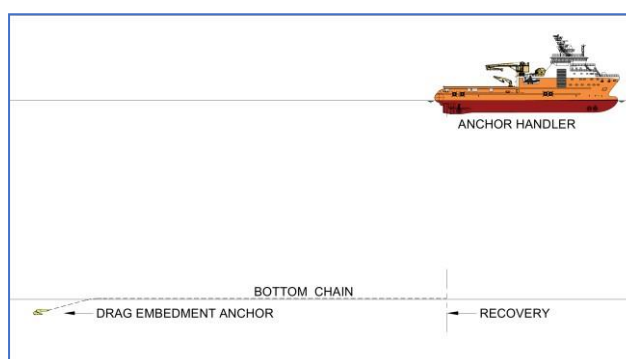 ANCHOR HANDLER
BOTTOM CHAIN
DRAG EMBEDMENT ANCHOR
RECOVERY